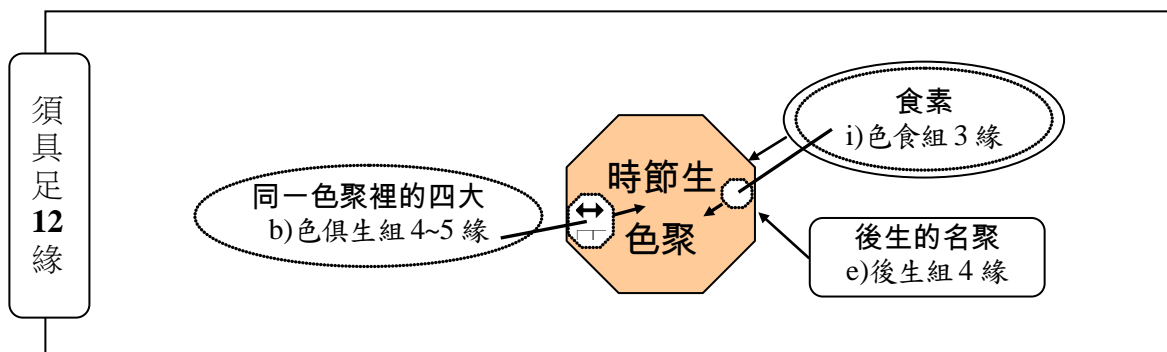 須
具
足
12
緣
食素
i)色食組 3 緣
時節生
色聚
同一色聚裡的四大
b)色俱生組 4~5 緣
後生的名聚
e)後生組 4 緣